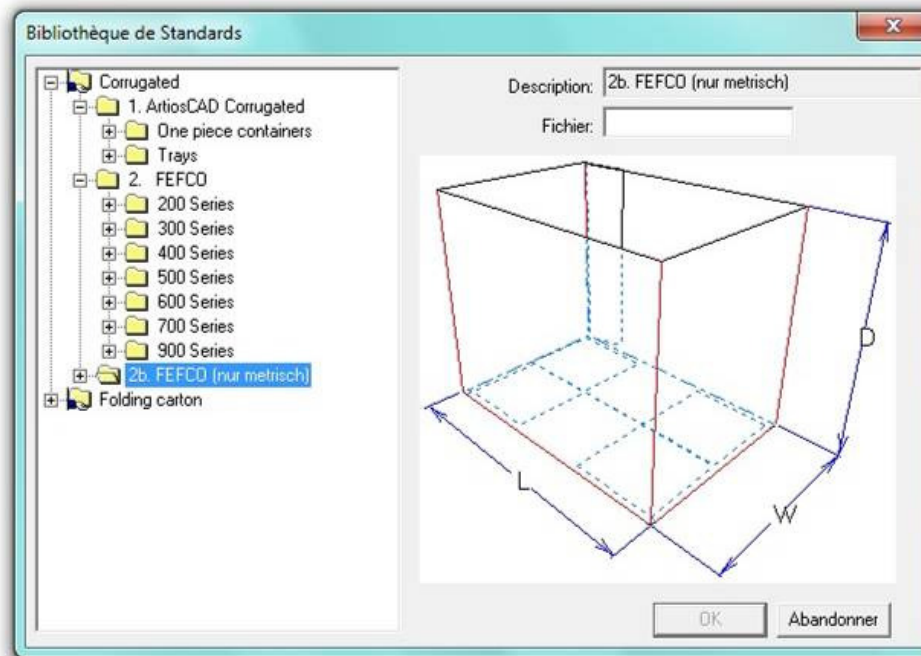 Bibliothèque de Standards
Corrugated
1. ArtiosCAD Corrugated
One piece containers
Trays
2. FEFCO
200 Series
300 Series
400 Series
500 Series
600 Series
700 Series
900 Series
2b. FEFCO (nur metrisch)
Folding carton
Description: 2b. FEFCO (nur metrisch)
Fichier:
D
L
W
OK
Abandonner